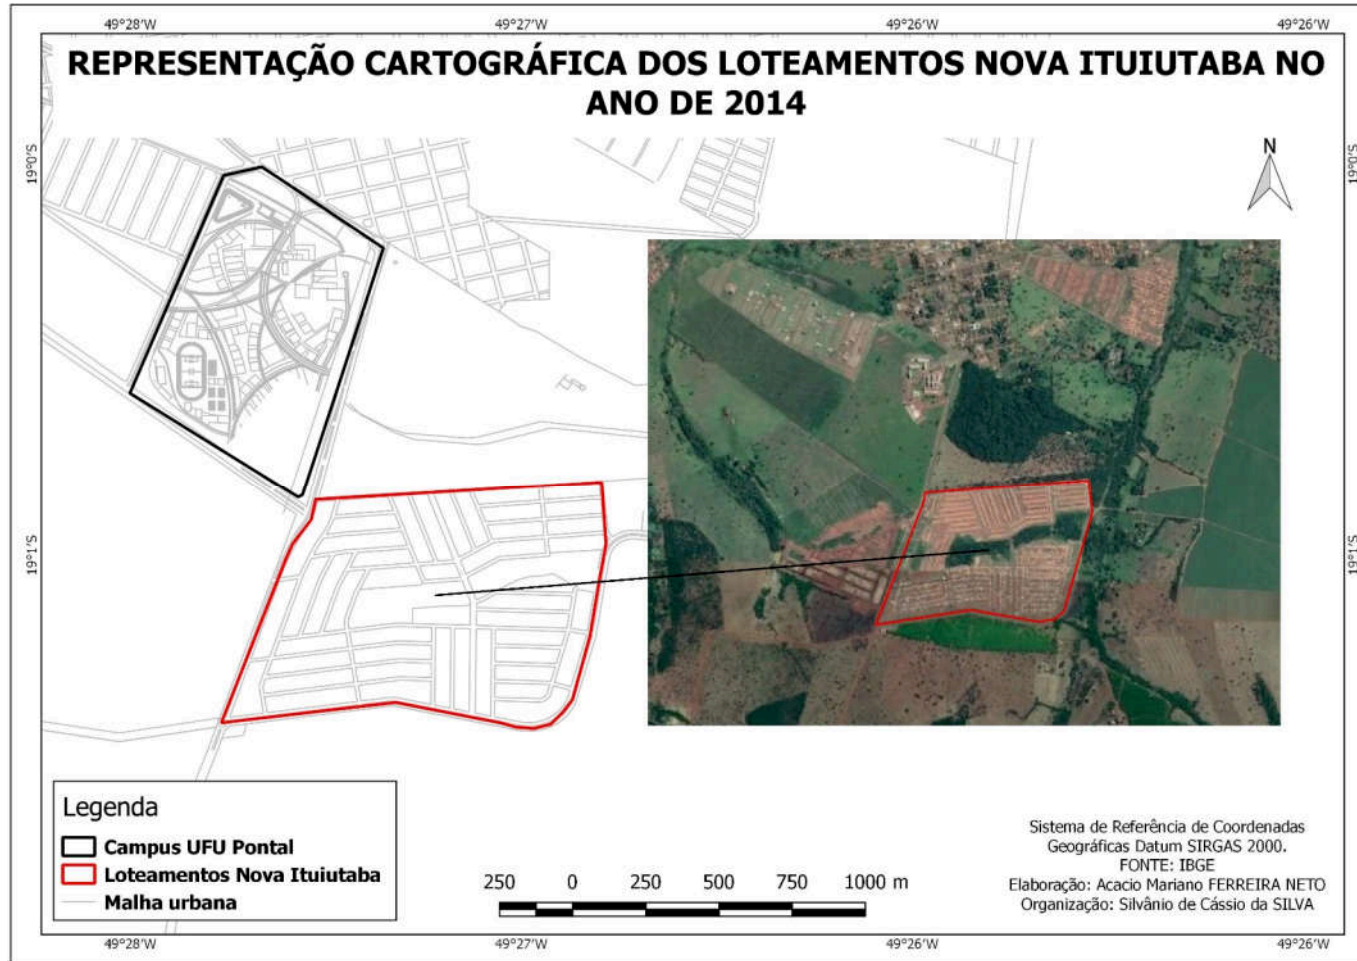 49°28'W 49°27'W 49°26'W 49°26'W
REPRESENTAÇÃO CARTOGRÁFICA DOS LOTEAMENTOS NOVA ITUIUTABA NO
ANO DE 2014
19°0'S 19°0'S
N
19°1'S 19°1'S
Legenda
Campus UFU Pontal
Loteamentos Nova Ituiutaba
Malha urbana
250 0 250 500 750 1000 m
Sistema de Referência de Coordenadas
Geográficas Datum SIRGAS 2000.
FONTE: IBGE
Elaboração: Acacio Mariano FERREIRA NETO
Organização: Silvânio de Cássio da SILVA
49°28'W 49°27'W 49°26'W 49°26'W